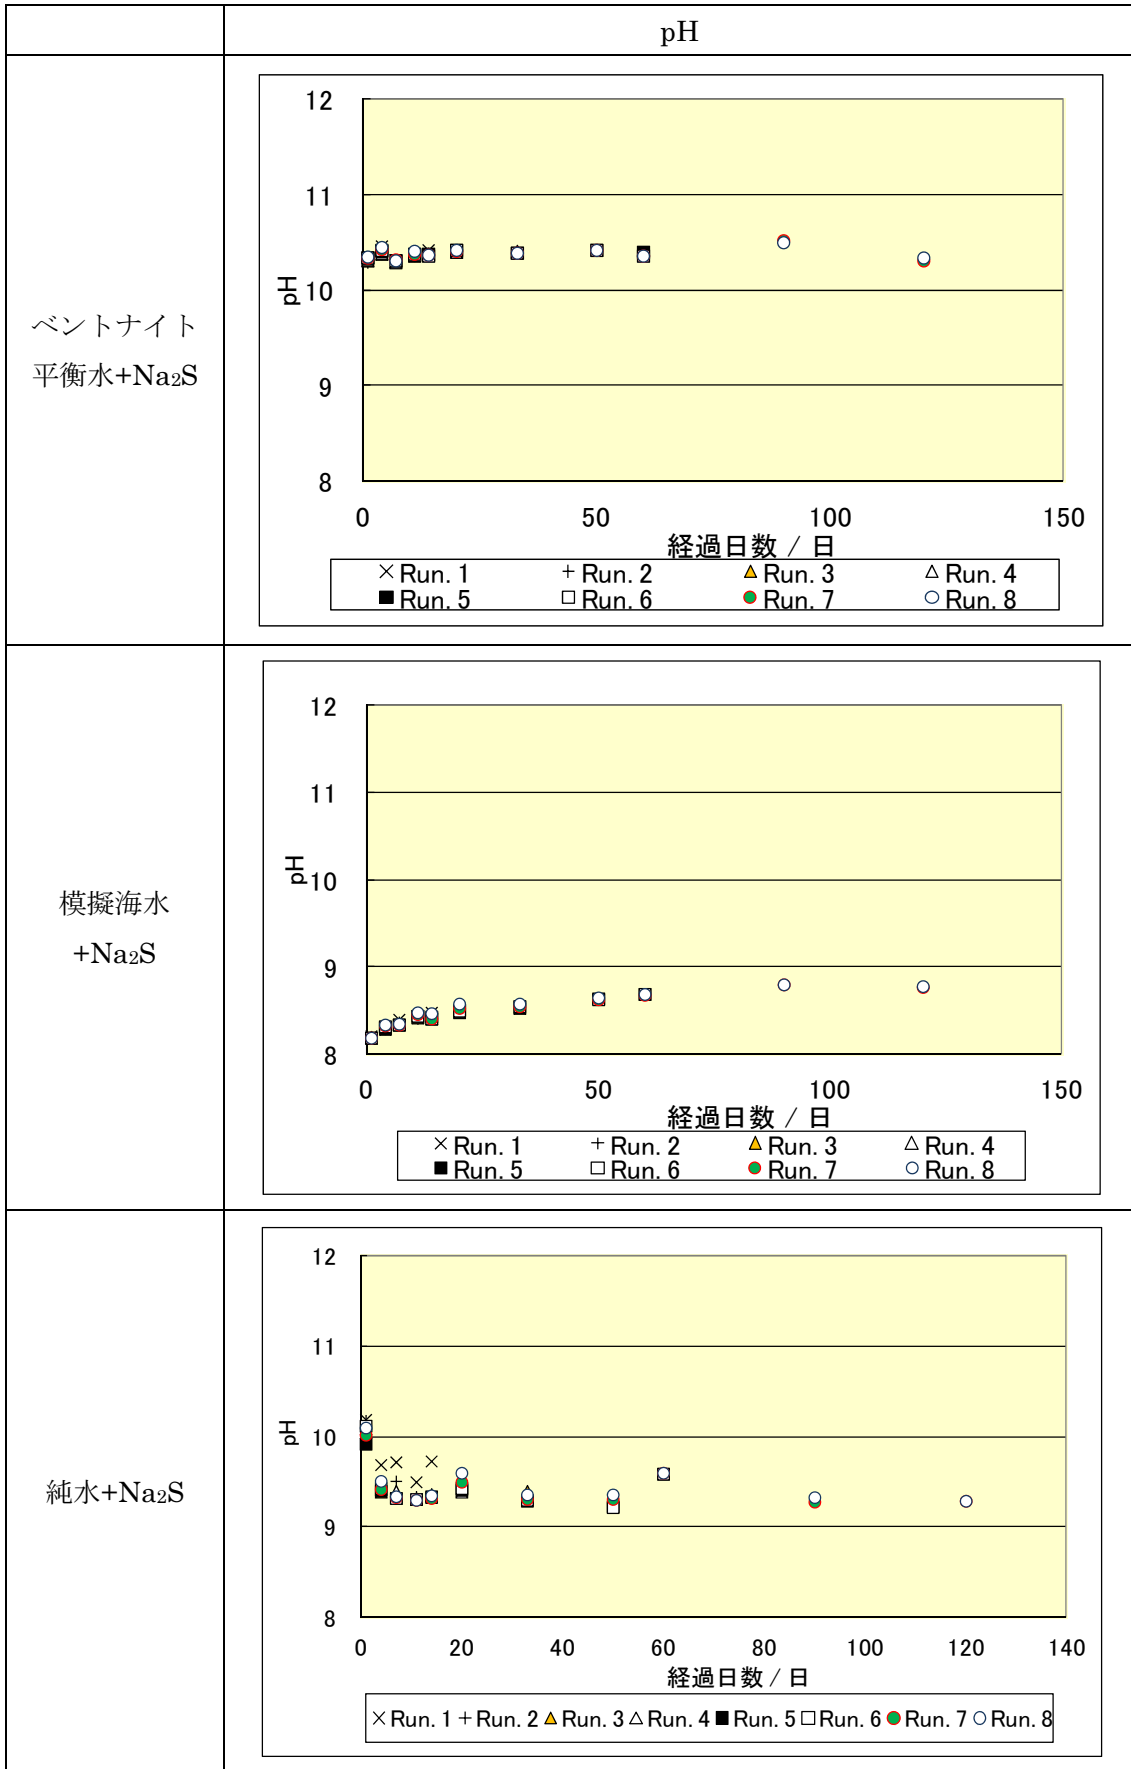 pH
ベントナイト
平衡水+Na₂S
12
11
10
9
8
pH
0 50 100 150
経過日数 / 日
× Run. 1 + Run. 2 ▲ Run. 3 △ Run. 4
■ Run. 5 □ Run. 6 ● Run. 7 ○ Run. 8
模擬海水
+Na₂S
12
11
10
9
8
pH
0 50 100 150
経過日数 / 日
× Run. 1 + Run. 2 ▲ Run. 3 △ Run. 4
■ Run. 5 □ Run. 6 ● Run. 7 ○ Run. 8
純水+Na₂S
12
11
10
9
8
pH
0 20 40 60 80 100 120 140
経過日数 / 日
× Run. 1 + Run. 2 ▲ Run. 3 △ Run. 4 ■ Run. 5 □ Run. 6 ● Run. 7 ○ Run. 8